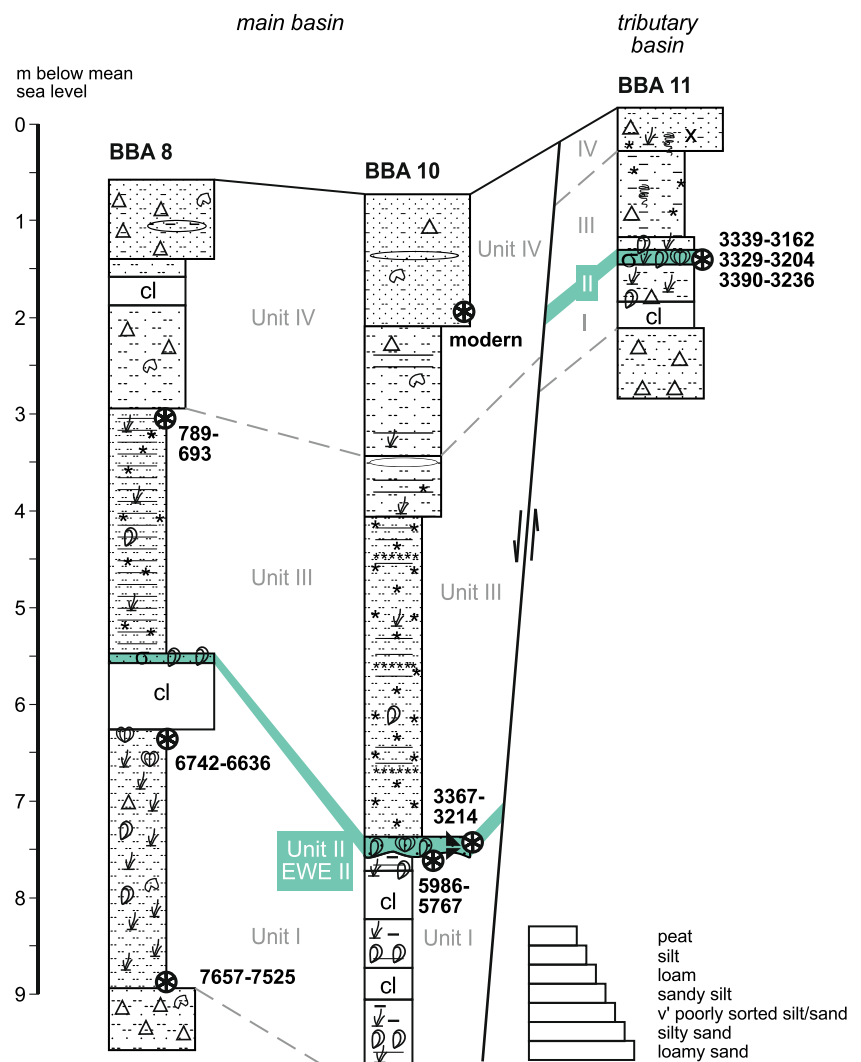 main basin
tributary
basin
m below mean
sea level
BBA 8
BBA 10
BBA 11
0
1
2
3
4
5
6
7
8
9
IV
x
III
3339-3162
3329-3204
3390-3236
II
I
cl
cl
Unit IV
Unit IV
modern
789-
693
Unit III
Unit III
cl
6742-6636
3367-
3214
Unit II
EWE II
5986-
5767
cl
Unit I
Unit I
7657-7525
cl
peat
silt
loam
sandy silt
v' poorly sorted silt/sand
silty sand
loamy sand